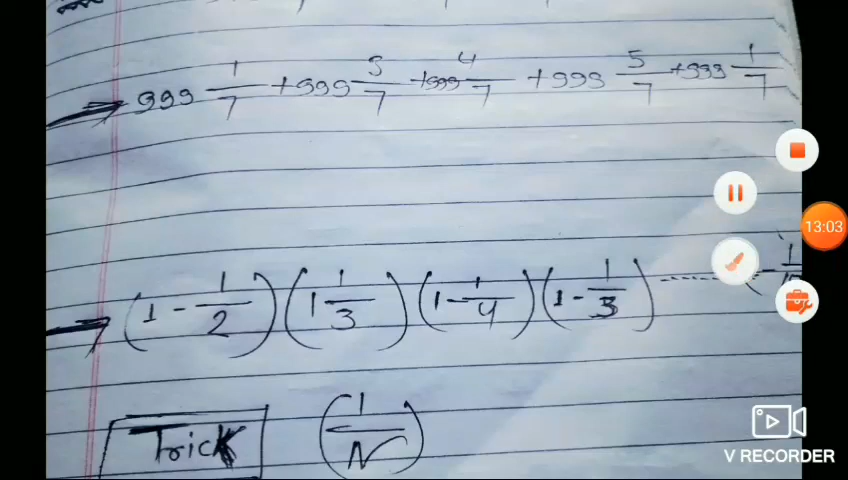 999 1/7 + 999 3/7 + 999 4/7 + 999 5/7 + 999 1/7
(1 - 1/2) (1 1/3) (1 - 1/4) (1 - 1/5) ------ (
13:03
Trick (1/N)
V RECORDER